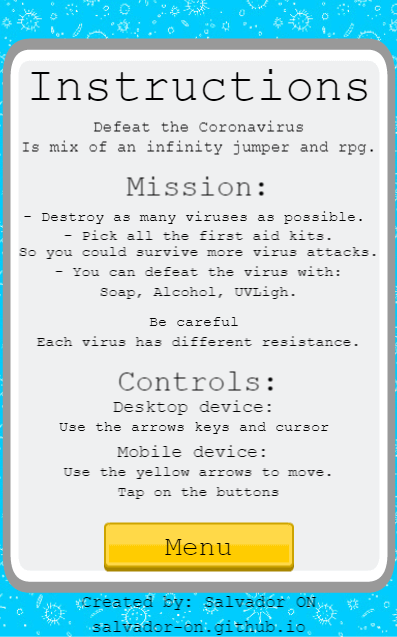 Instructions
Defeat the Coronavirus
Is mix of an infinity jumper and rpg.
Mission:
- Destroy as many viruses as possible.
- Pick all the first aid kits.
So you could survive more virus attacks.
- You can defeat the virus with:
Soap, Alcohol, UVLigh.
Be careful
Each virus has different resistance.
Controls:
Desktop device:
Use the arrows keys and cursor
Mobile device:
Use the yellow arrows to move.
Tap on the buttons
Menu
Created by: Salvador ON
salvador-on.github.io